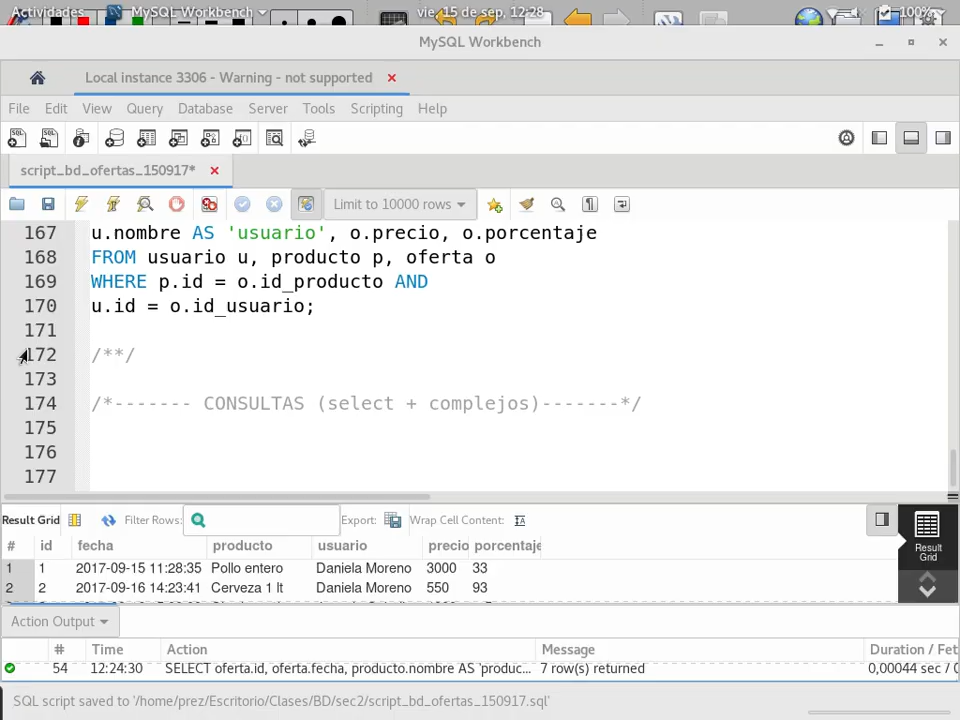 Actividades MySQL Workbench vie, 15 de sep, 12:28 100%
MySQL Workbench
Local instance 3306 - Warning - not supported
File Edit View Query Database Server Tools Scripting Help
script_bd_ofertas_150917*
Limit to 10000 rows
167 u.nombre AS 'usuario', o.precio, o.porcentaje
168 FROM usuario u, producto p, oferta o
169 WHERE p.id = o.id_producto AND
170 u.id = o.id_usuario;
171
172 /**/
173
174 /*------- CONSULTAS (select + complejos)-------*/
175
176
177
Result Grid Filter Rows: Export: Wrap Cell Content: IA
# id fecha producto usuario precio porcentaje
1 1 2017-09-15 11:28:35 Pollo entero Daniela Moreno 3000 33
2 2 2017-09-16 14:23:41 Cerveza 1 lt Daniela Moreno 550 93
Result
Grid
Action Output
# Time Action Message Duration / Fet
54 12:24:30 SELECT oferta.id, oferta.fecha, producto.nombre AS 'produc... 7 row(s) returned 0,00044 sec /
SQL script saved to '/home/prez/Escritorio/Clases/BD/sec2/script_bd_ofertas_150917.sql'